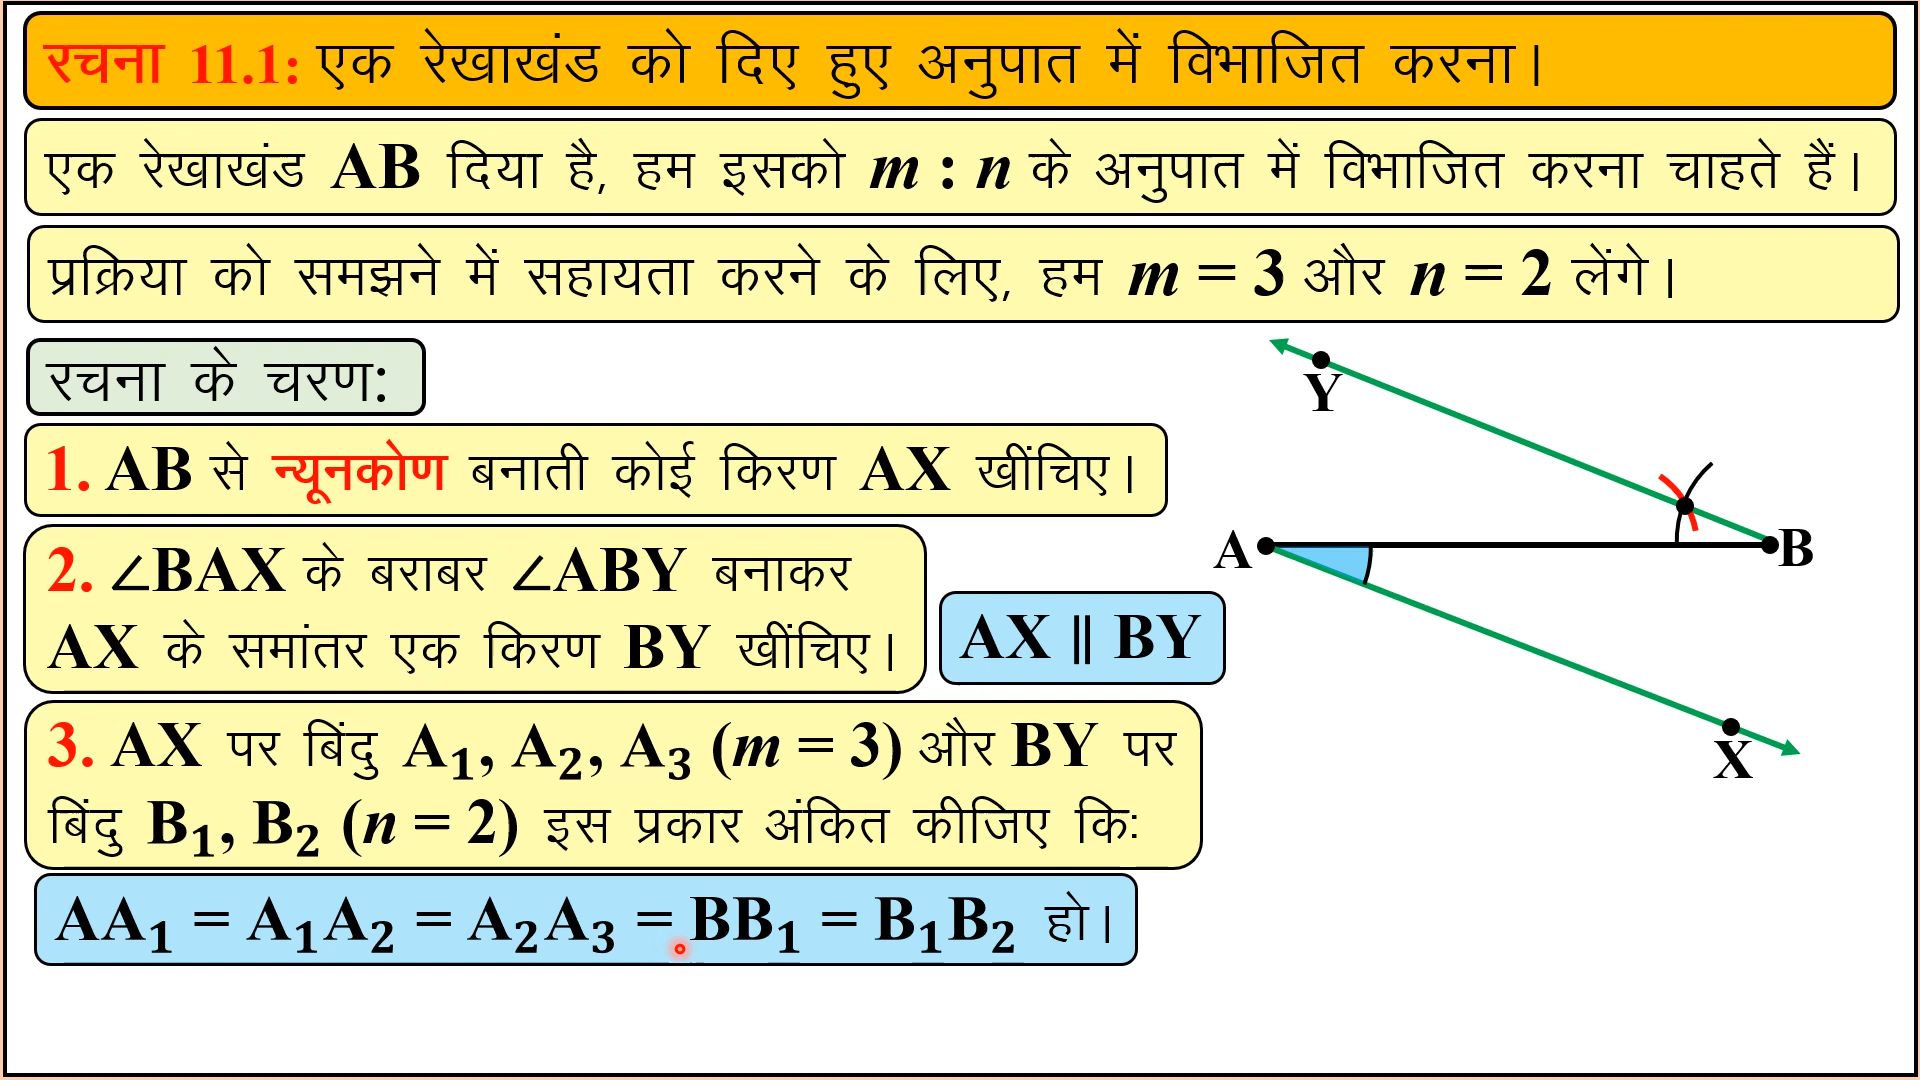 रचना 11.1: एक रेखाखंड को दिए हुए अनुपात में विभाजित करना।
एक रेखाखंड AB दिया है, हम इसको m : n के अनुपात में विभाजित करना चाहते हैं।
प्रक्रिया को समझने में सहायता करने के लिए, हम m = 3 और n = 2 लेंगे।
रचना के चरण:
1. AB से न्यूनकोण बनाती कोई किरण AX खींचिए।
2. ∠BAX के बराबर ∠ABY बनाकर
AX के समांतर एक किरण BY खींचिए।
AX ∥ BY
3. AX पर बिंदु A₁, A₂, A₃ (m = 3) और BY पर
बिंदु B₁, B₂ (n = 2) इस प्रकार अंकित कीजिए कि:
AA₁ = A₁A₂ = A₂A₃ = BB₁ = B₁B₂ हो।
Y
A
B
X